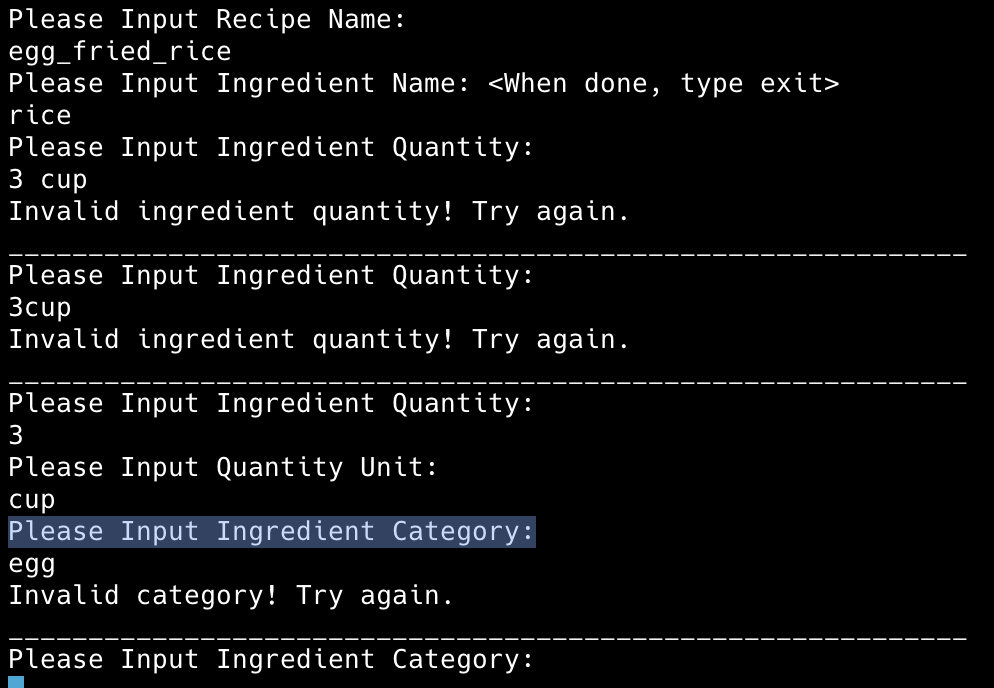 Please Input Recipe Name:
egg_fried_rice
Please Input Ingredient Name: <When done, type exit>
rice
Please Input Ingredient Quantity:
3 cup
Invalid ingredient quantity! Try again.
____________________________________________________________
Please Input Ingredient Quantity:
3cup
Invalid ingredient quantity! Try again.
____________________________________________________________
Please Input Ingredient Quantity:
3
Please Input Quantity Unit:
cup
Please Input Ingredient Category:
egg
Invalid category! Try again.
____________________________________________________________
Please Input Ingredient Category: